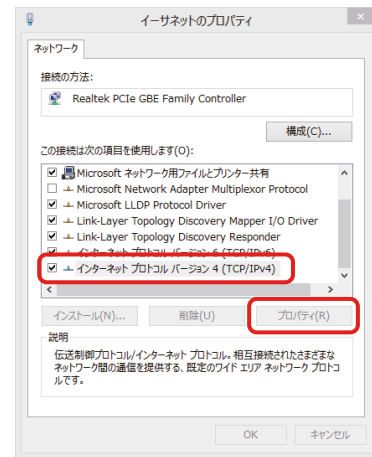 イーサネットのプロパティ
ネットワーク
接続の方法:
Realtek PCIe GBE Family Controller
構成(C)...
この接続は次の項目を使用します(O):
Microsoft ネットワーク用ファイルとプリンター共有
Microsoft Network Adapter Multiplexor Protocol
Microsoft LLDP Protocol Driver
Link-Layer Topology Discovery Mapper I/O Driver
Link-Layer Topology Discovery Responder
インターネット プロトコル バージョン 6 (TCP/IPv6)
インターネット プロトコル バージョン 4 (TCP/IPv4)
インストール(N)...
削除(U)
プロパティ(R)
説明
伝送制御プロトコル/インターネット プロトコル。相互接続されたさまざまな
ネットワーク間の通信を提供する、既定のワイド エリア ネットワーク プロトコ
ルです。
OK
キャンセル